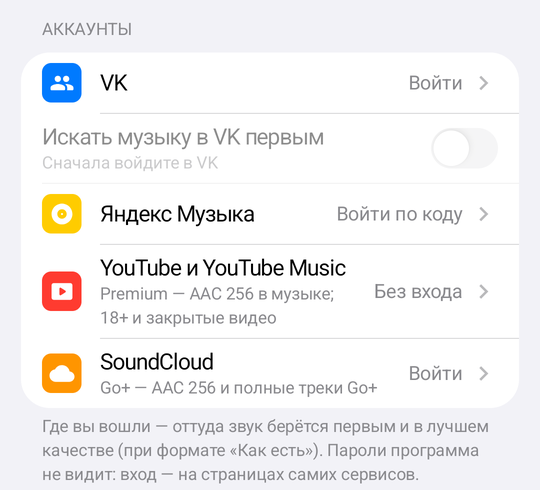 АККАУНТЫ
VK
Войти
Искать музыку в VK первым
Сначала войдите в VK
Яндекс Музыка
Войти по коду
YouTube и YouTube Music
Premium — AAC 256 в музыке;
18+ и закрытые видео
Без входа
SoundCloud
Go+ — AAC 256 и полные треки Go+
Войти
Где вы вошли — оттуда звук берётся первым и в лучшем
качестве (при формате «Как есть»). Пароли программа
не видит: вход — на страницах самих сервисов.